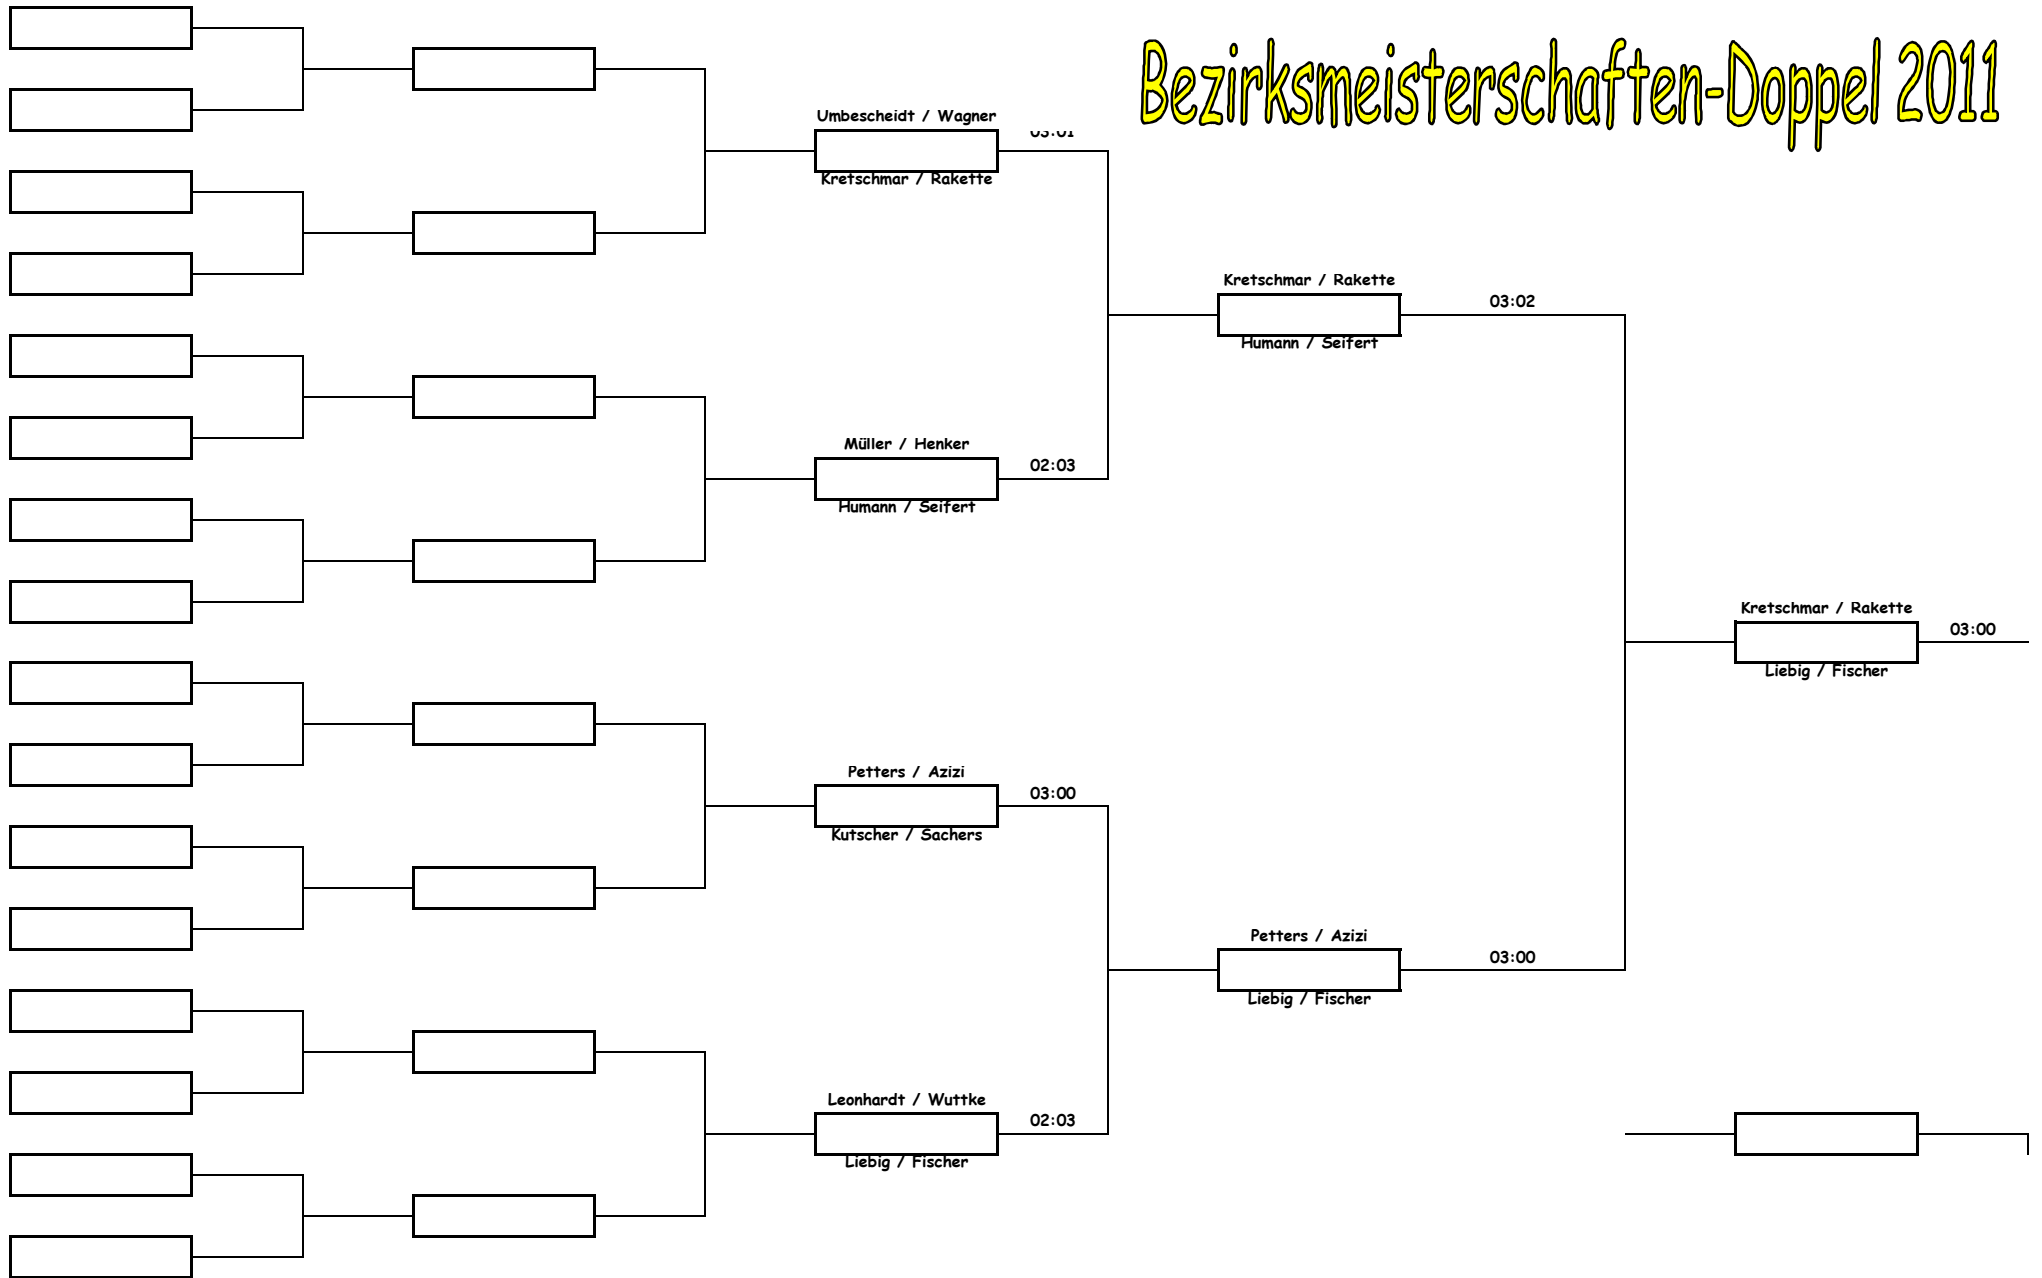 Bezirksmeisterschaften-Doppel 2011
Umbescheidt / Wagner
03:01
Kretschmar / Rakette
Kretschmar / Rakette
03:02
Humann / Seifert
Müller / Henker
02:03
Humann / Seifert
Kretschmar / Rakette
03:00
Liebig / Fischer
Petters / Azizi
03:00
Kutscher / Sachers
Petters / Azizi
03:00
Liebig / Fischer
Leonhardt / Wuttke
02:03
Liebig / Fischer